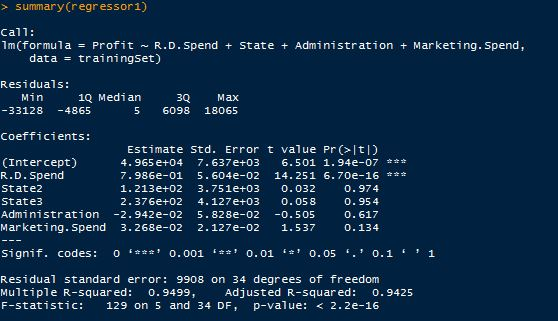 > summary(regressor1)
Call:
lm(formula = Profit ~ R.D.Spend + State + Administration + Marketing.Spend,
    data = trainingSet)
Residuals:
   Min     1Q Median     3Q    Max
-33128  -4865      5   6098  18065
Coefficients:
                  Estimate Std. Error t value Pr(>|t|)
(Intercept)      4.965e+04  7.637e+03   6.501 1.94e-07 ***
R.D.Spend        7.986e-01  5.604e-02  14.251 6.70e-16 ***
State2           1.213e+02  3.751e+03   0.032    0.974
State3           2.376e+02  4.127e+03   0.058    0.954
Administration  -2.942e-02  5.828e-02  -0.505    0.617
Marketing.Spend  3.268e-02  2.127e-02   1.537    0.134
---
Signif. codes:  0 ‘***’ 0.001 ‘**’ 0.01 ‘*’ 0.05 ‘.’ 0.1 ‘ ’ 1
Residual standard error: 9908 on 34 degrees of freedom
Multiple R-squared:  0.9499,    Adjusted R-squared:  0.9425
F-statistic:   129 on 5 and 34 DF,  p-value: < 2.2e-16